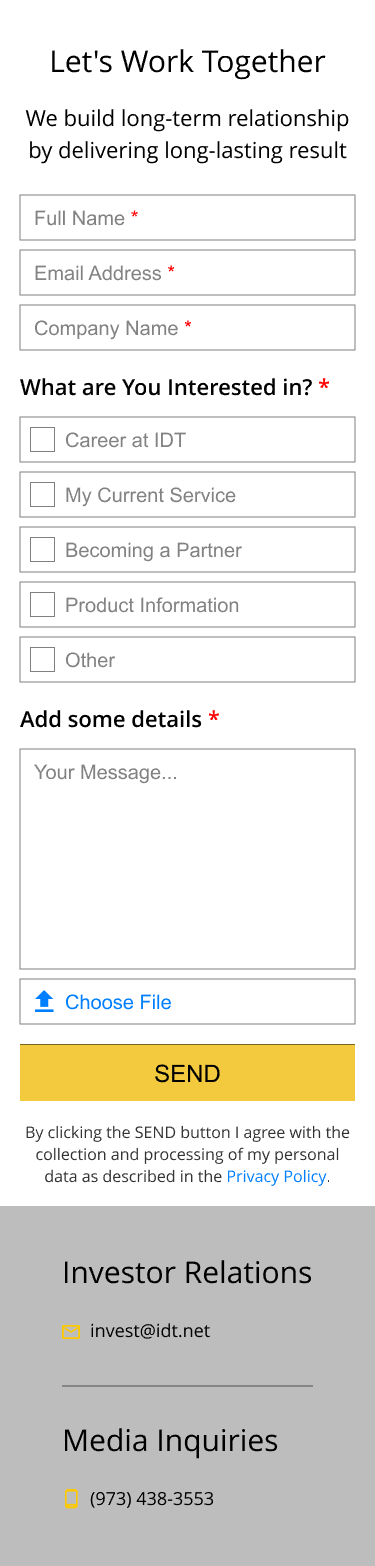 Let's Work Together
We build long-term relationship
by delivering long-lasting result
Full Name *
Email Address *
Company Name *
What are You Interested in? *
Career at IDT
My Current Service
Becoming a Partner
Product Information
Other
Add some details *
Your Message...
Choose File
SEND
By clicking the SEND button I agree with the
collection and processing of my personal
data as described in the Privacy Policy.
Investor Relations
invest@idt.net
Media Inquiries
(973) 438-3553